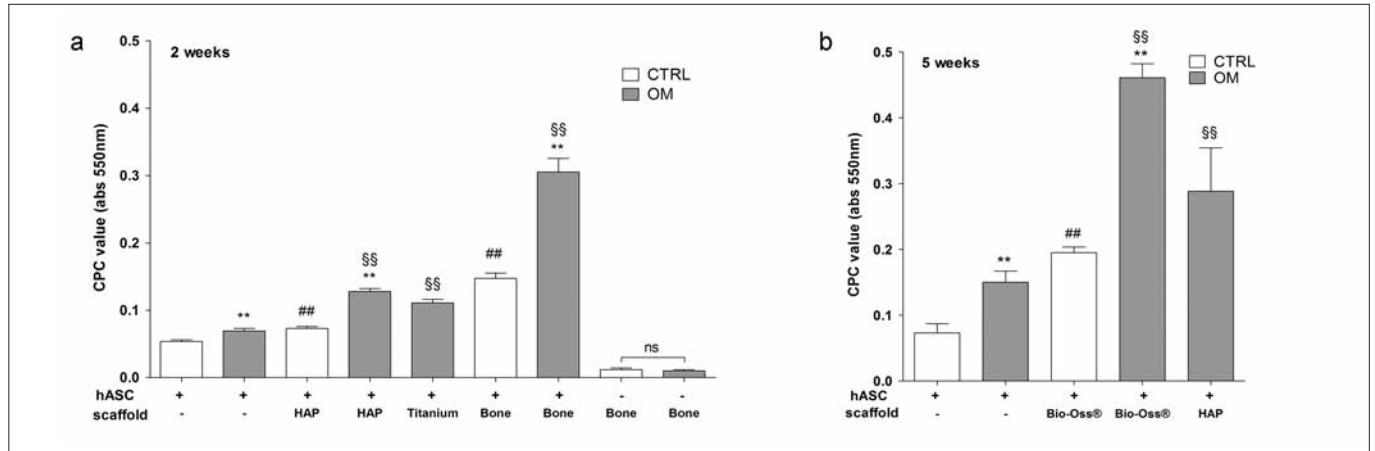 a
2 weeks
CTRL
OM
CPC value (abs 550nm)
0.5
0.4
0.3
0.2
0.1
0.0
**
##
§§
**
§§
##
§§
**
ns
hASC + + + + + + + - -
scaffold - - HAP HAP Titanium Bone Bone Bone Bone
b
5 weeks
CTRL
OM
CPC value (abs 550nm)
0.5
0.4
0.3
0.2
0.1
0.0
**
##
§§
**
§§
hASC + + + + +
scaffold - - Bio-Oss® Bio-Oss® HAP